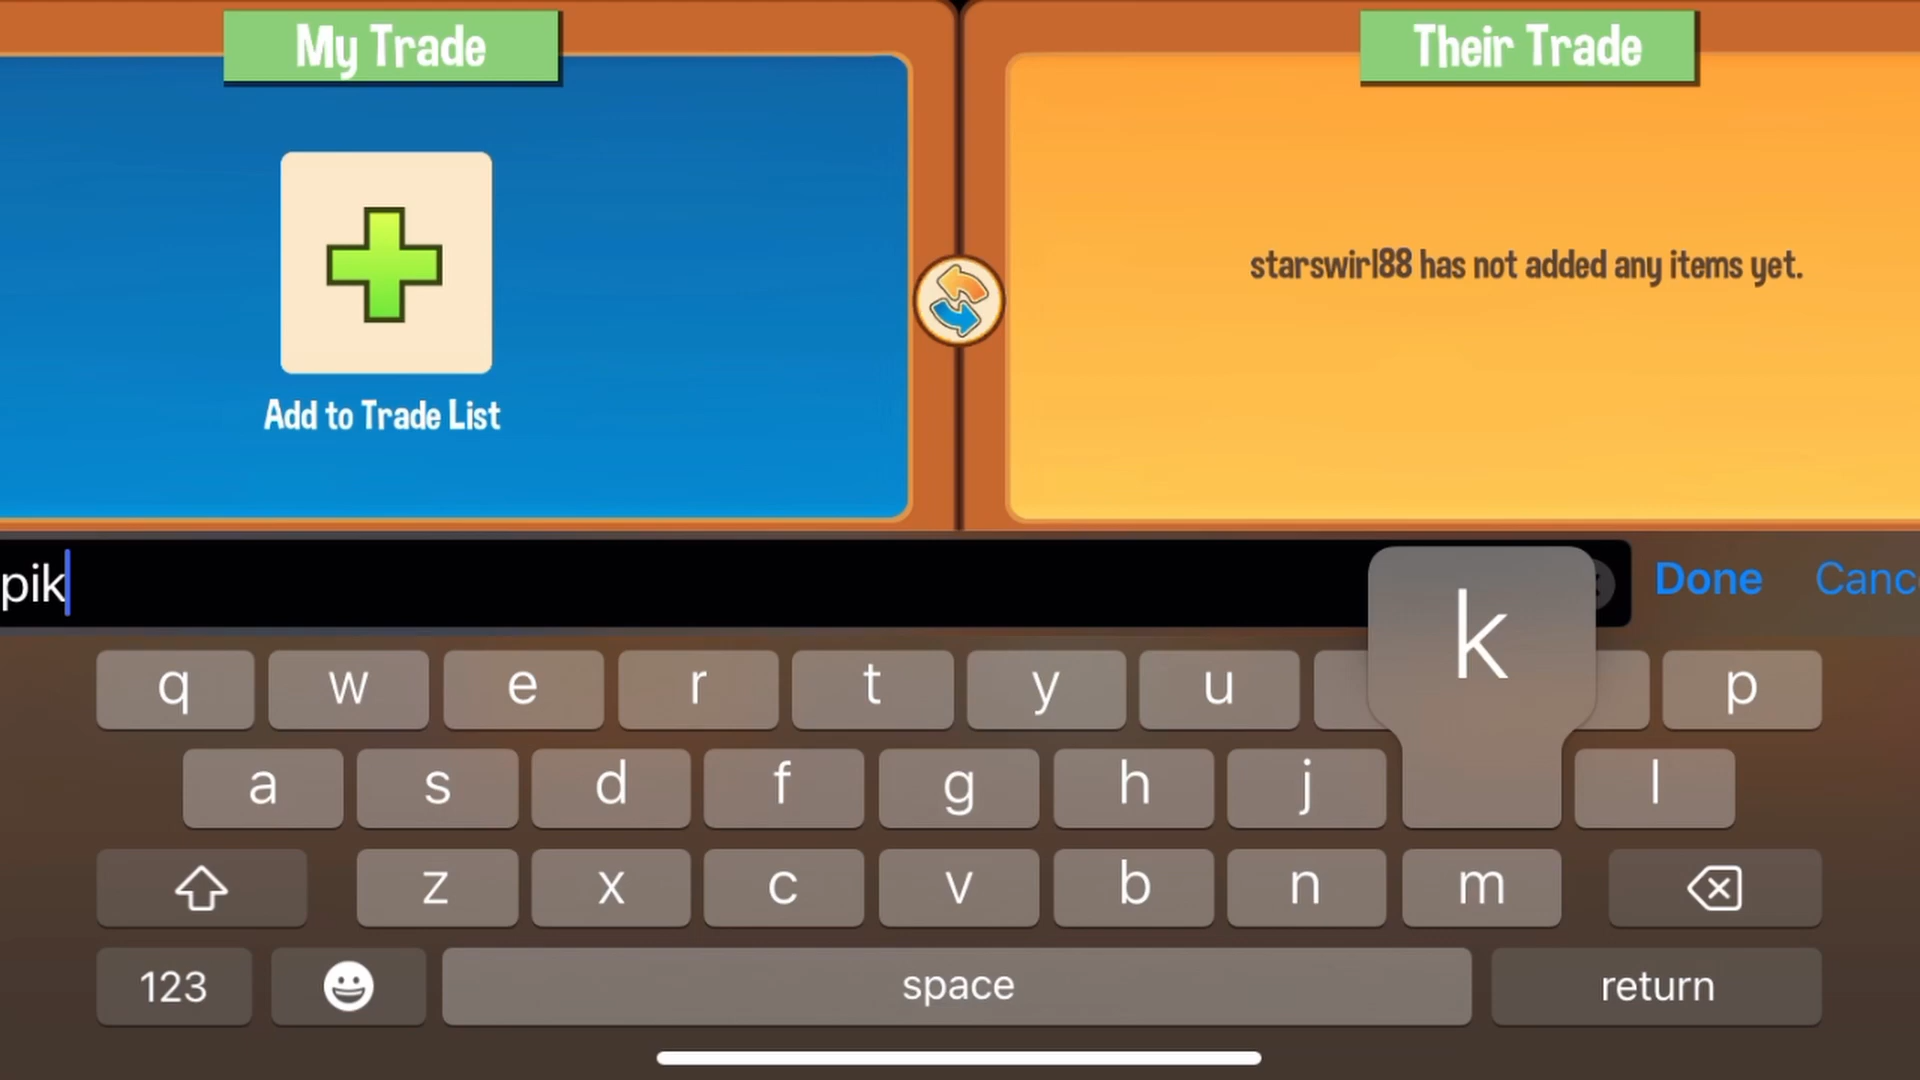 My Trade
Their Trade
starswirl88 has not added any items yet.
Add to Trade List
pik
Done
Canc
k
q w e r t y u p
a s d f g h j l
z x c v b n m
123
space
return